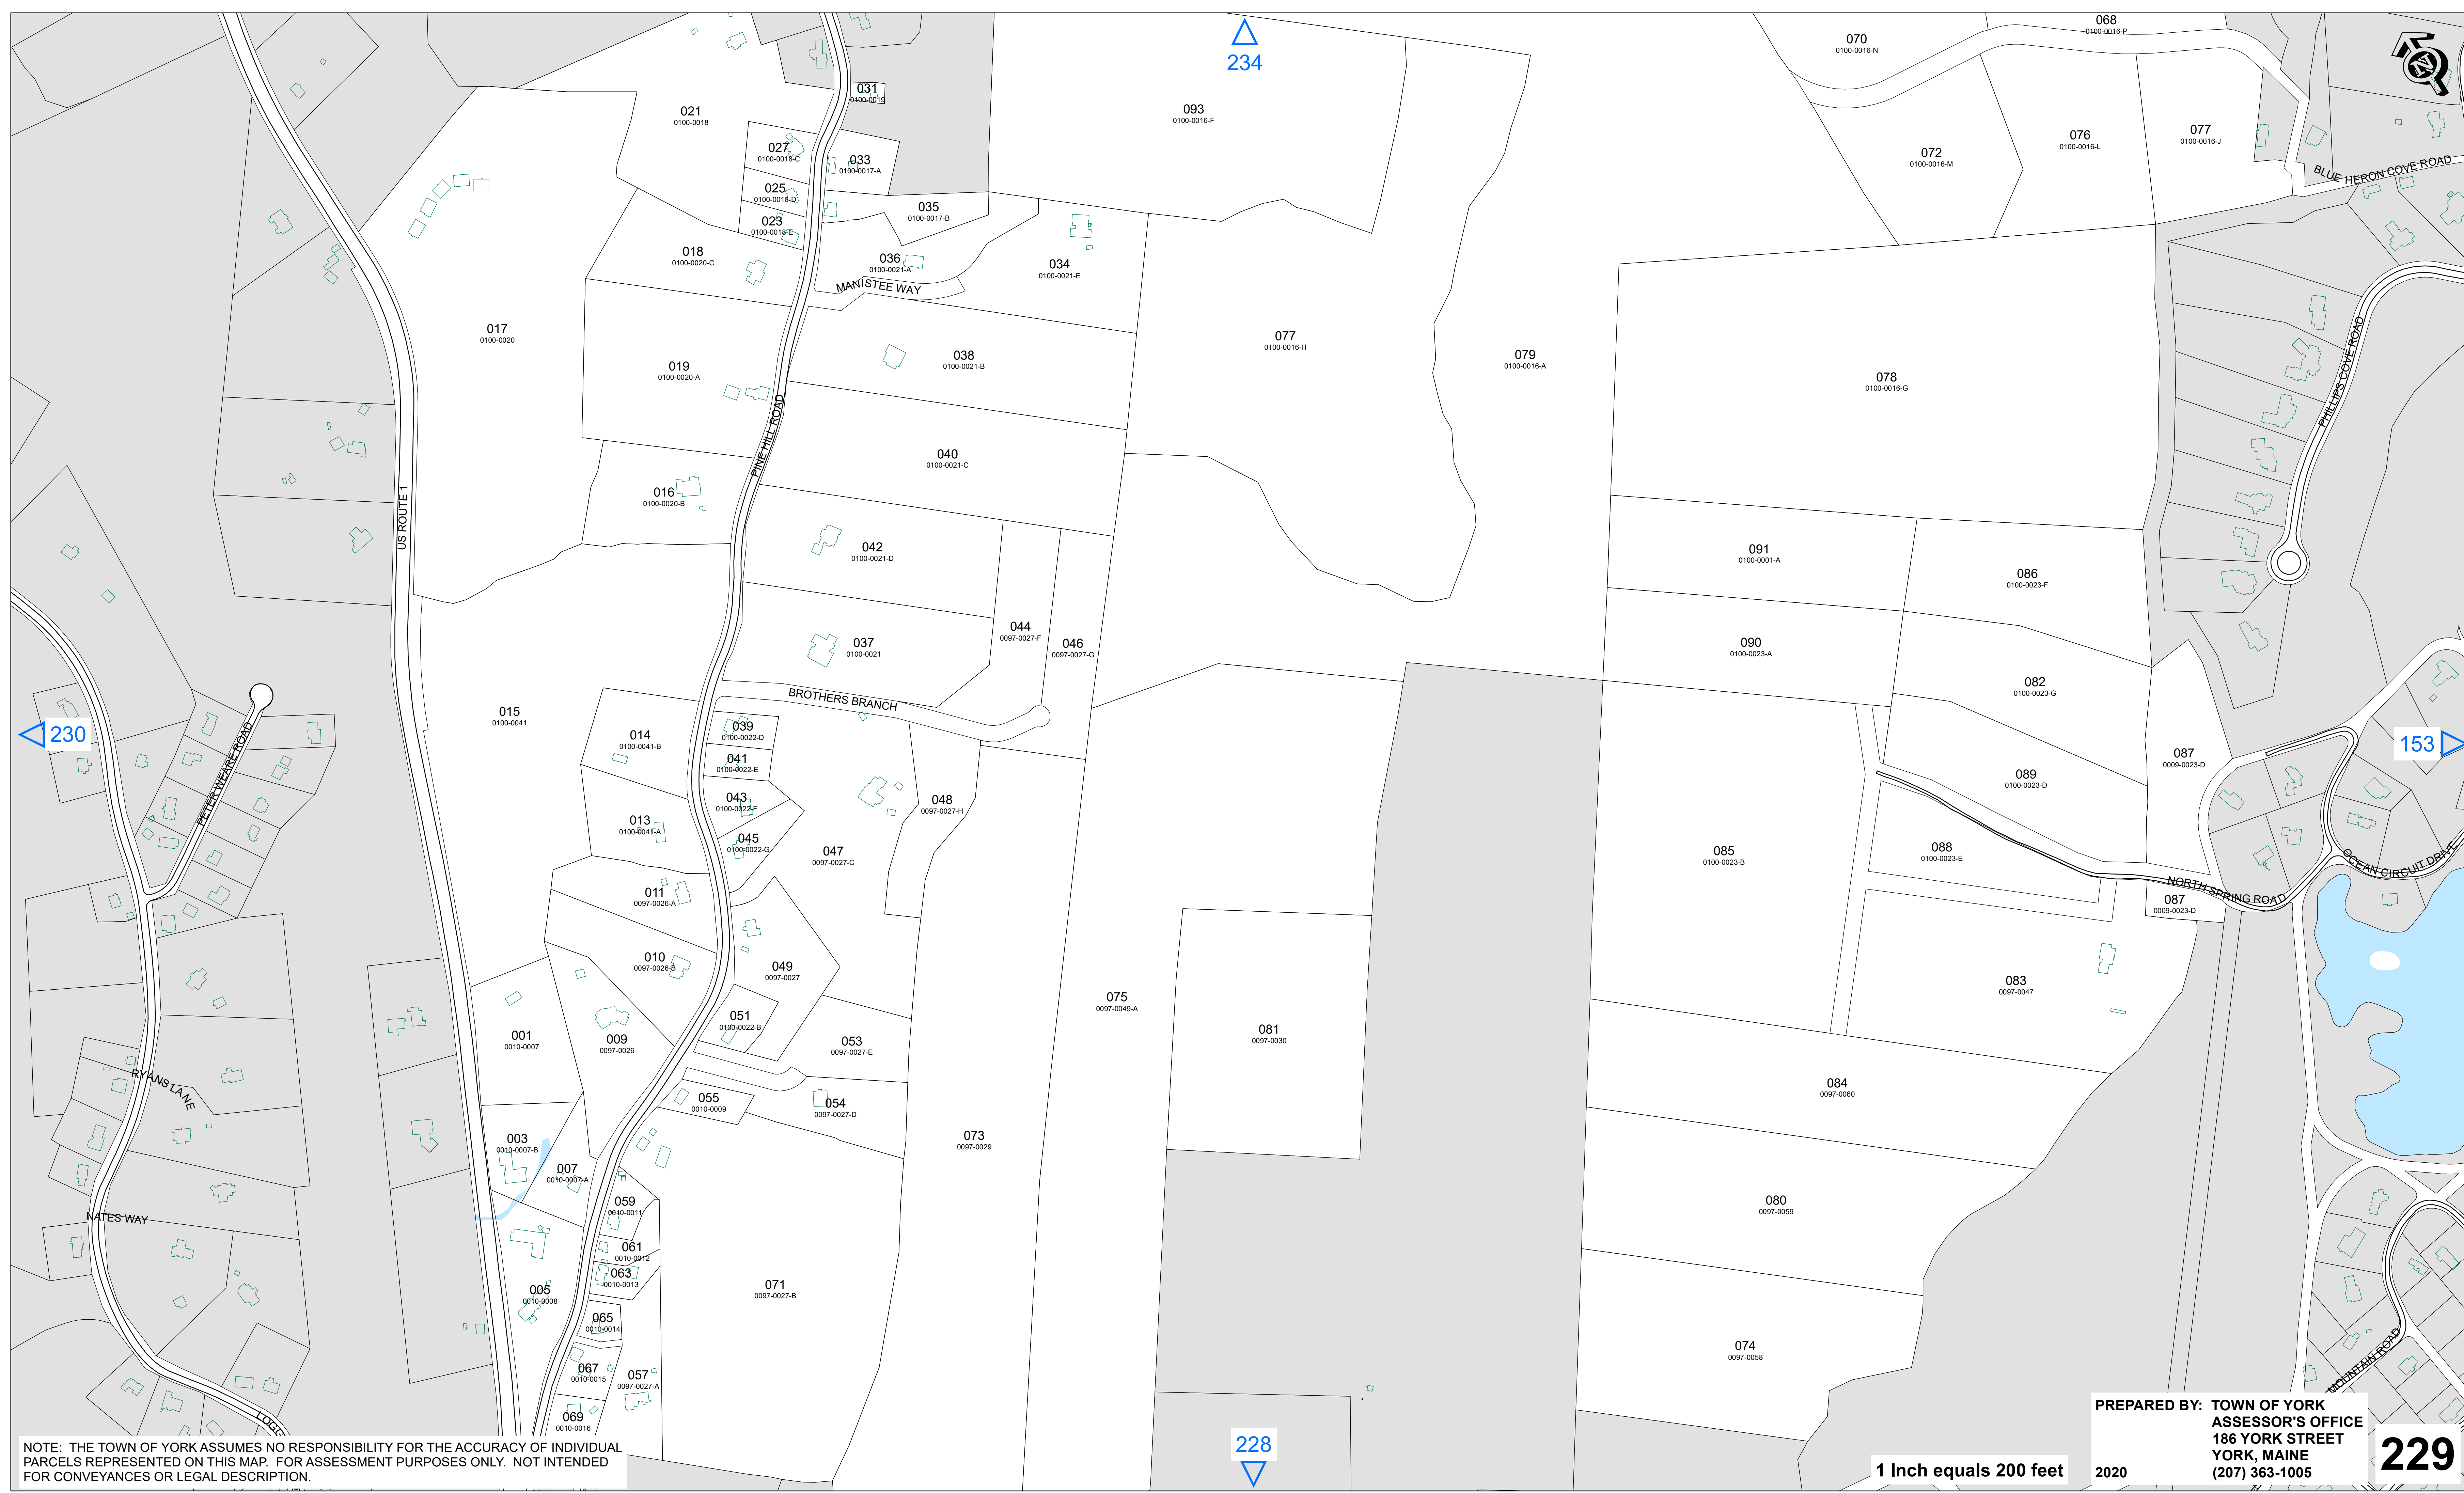 234
068
0100-0016-P
070
0100-0016-N
N
031
0100-0019
021
0100-0018
093
0100-0016-F
027
0100-0018-C
033
0100-0017-A
077
0100-0016-J
076
0100-0016-L
072
0100-0016-M
BLUE HERON COVE ROAD
025
0100-0018-D
035
0100-0017-B
023
0100-0018-E
018
0100-0020-C
036
0100-0021-A
034
0100-0021-E
MANISTEE WAY
017
0100-0020
077
0100-0016-H
079
0100-0016-A
038
0100-0021-B
019
0100-0020-A
078
0100-0016-G
PHILLIPS COVE ROAD
PINE HILL ROAD
040
0100-0021-C
016
0100-0020-B
US ROUTE 1
042
0100-0021-D
091
0100-0001-A
086
0100-0023-F
044
0097-0027-F
037
0100-0021
046
0097-0027-G
090
0100-0023-A
082
0100-0023-G
BROTHERS BRANCH
015
0100-0041
039
0100-0022-D
014
0100-0041-B
230
153
041
0100-0022-E
087
0009-0023-D
PETER WEARE ROAD
089
0100-0023-D
043
0100-0022-F
048
0097-0027-H
013
0100-0041-A
045
0100-0022-G
047
0097-0027-C
085
0100-0023-B
088
0100-0023-E
OCEAN CIRCUIT DRIVE
NORTH SPRING ROAD
011
0097-0026-A
087
0009-0023-D
010
0097-0026-B
049
0097-0027
083
0097-0047
075
0097-0049-A
051
0100-0022-B
081
0097-0030
001
0010-0007
009
0097-0026
053
0097-0027-E
RYANS LANE
084
0097-0060
055
0010-0009
054
0097-0027-D
073
0097-0029
003
0010-0007-B
007
0010-0007-A
059
0010-0011
080
0097-0059
NATES WAY
061
0010-0012
063
0010-0013
071
0097-0027-B
005
0010-0008
065
0010-0014
074
0097-0058
MOUNTAIN ROAD
067
0010-0015
057
0097-0027-A
069
0010-0016
228
NOTE: THE TOWN OF YORK ASSUMES NO RESPONSIBILITY FOR THE ACCURACY OF INDIVIDUAL
PARCELS REPRESENTED ON THIS MAP. FOR ASSESSMENT PURPOSES ONLY. NOT INTENDED
FOR CONVEYANCES OR LEGAL DESCRIPTION.
1 Inch equals 200 feet
PREPARED BY: TOWN OF YORK
ASSESSOR'S OFFICE
186 YORK STREET
YORK, MAINE
2020 (207) 363-1005
229